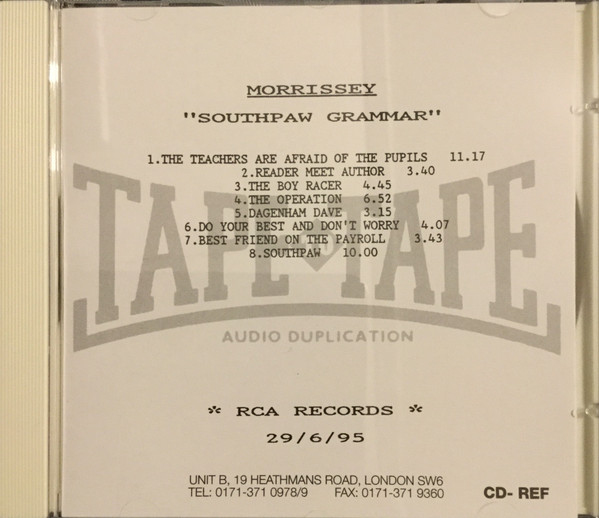 MORRISSEY
"SOUTHPAW GRAMMAR"
1.THE TEACHERS ARE AFRAID OF THE PUPILS 11.17
2.READER MEET AUTHOR 3.40
3.THE BOY RACER 4.45
4.THE OPERATION 6.52
5.DAGENHAM DAVE 3.15
6.DO YOUR BEST AND DON'T WORRY 4.07
7.BEST FRIEND ON THE PAYROLL 3.43
8.SOUTHPAW 10.00
TAPE TO TAPE
AUDIO DUPLICATION
* RCA RECORDS *
29/6/95
UNIT B, 19 HEATHMANS ROAD, LONDON SW6
TEL: 0171-371 0978/9 FAX: 0171-371 9360
CD- REF